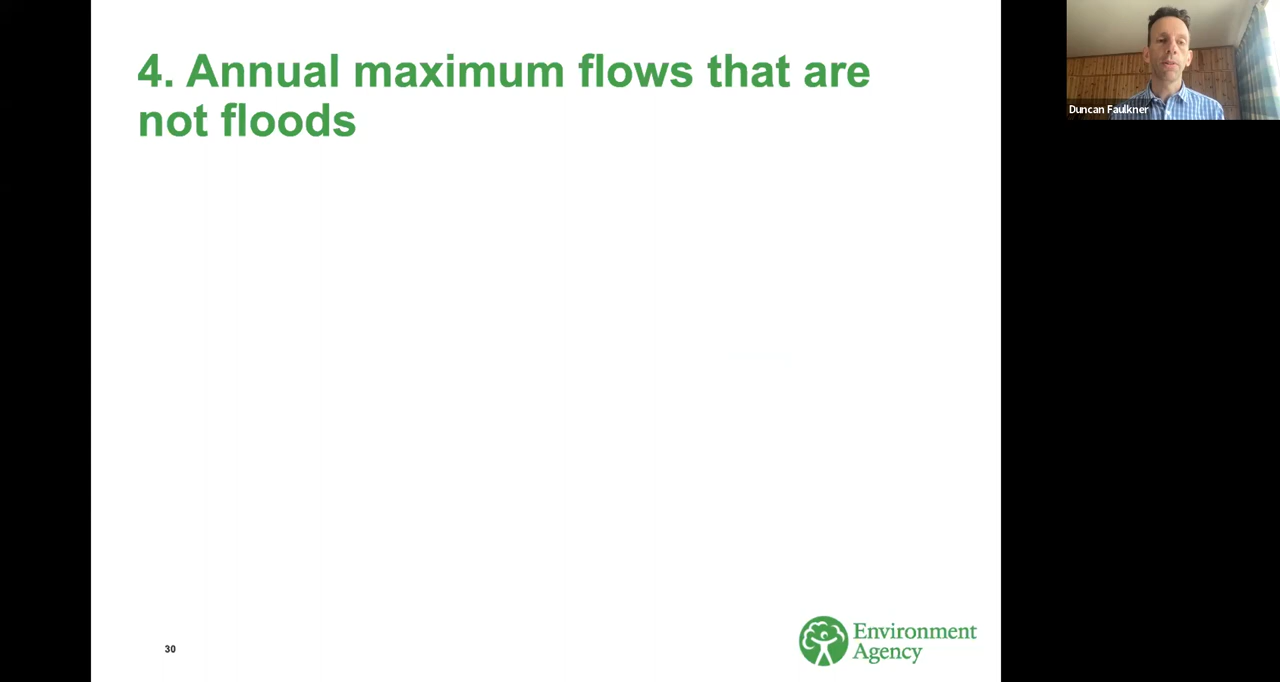 4. Annual maximum flows that are
not floods
Duncan Faulkner
30
Environment
Agency